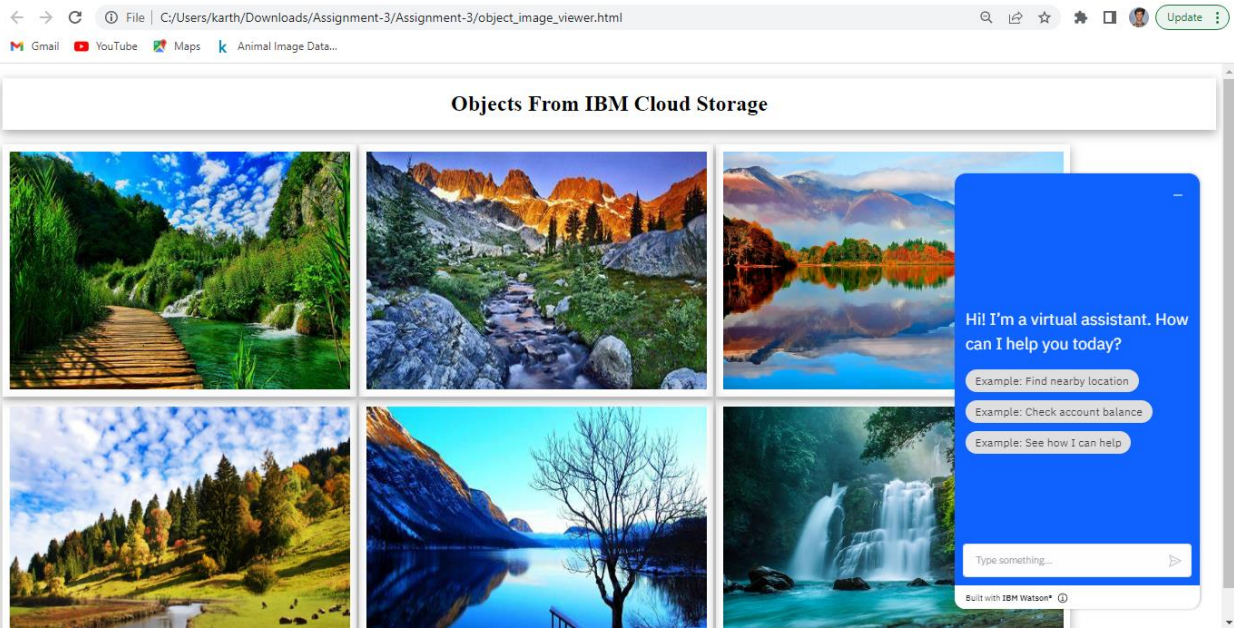 File | C:/Users/karth/Downloads/Assignment-3/Assignment-3/object_image_viewer.html
Update
Gmail YouTube Maps Animal Image Data...
Objects From IBM Cloud Storage
Hi! I'm a virtual assistant. How
can I help you today?
Example: Find nearby location
Example: Check account balance
Example: See how I can help
Type something...
Built with IBM Watson®